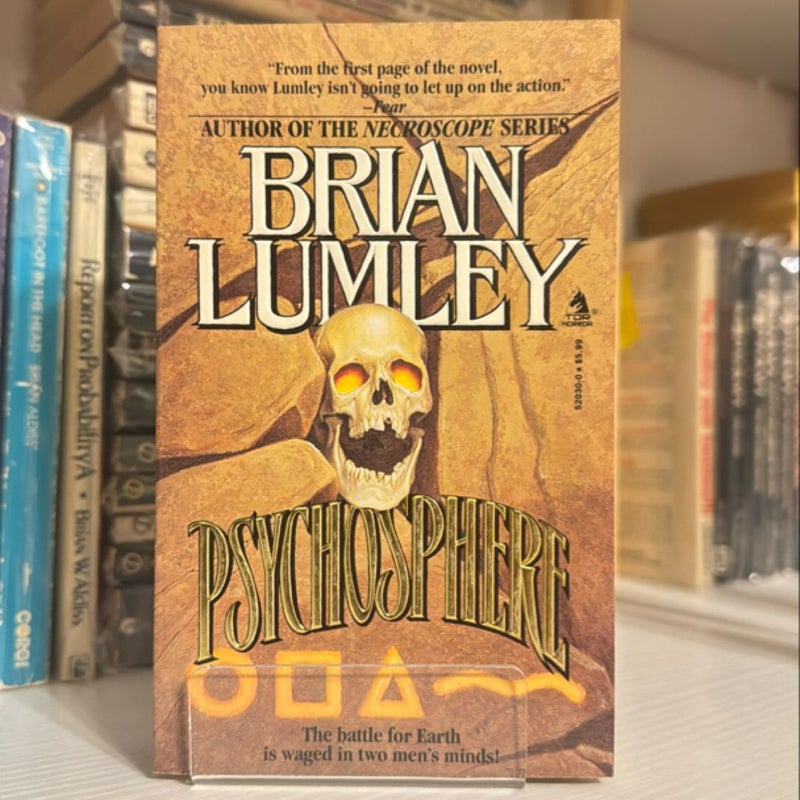 “From the first page of the novel,
you know Lumley isn't going to let up on the action.”
–Fear
AUTHOR OF THE NECROSCOPE SERIES
BRIAN
LUMLEY
TOR
HORROR
52030-0 ★ $5.99
PSYCHOSPHERE
The battle for Earth
is waged in two men's minds!
BAREFOOT IN THE HEAD BRIAN ALDISS
CORGI
REPORT ON PROBABILITY A • Brian W. Aldiss